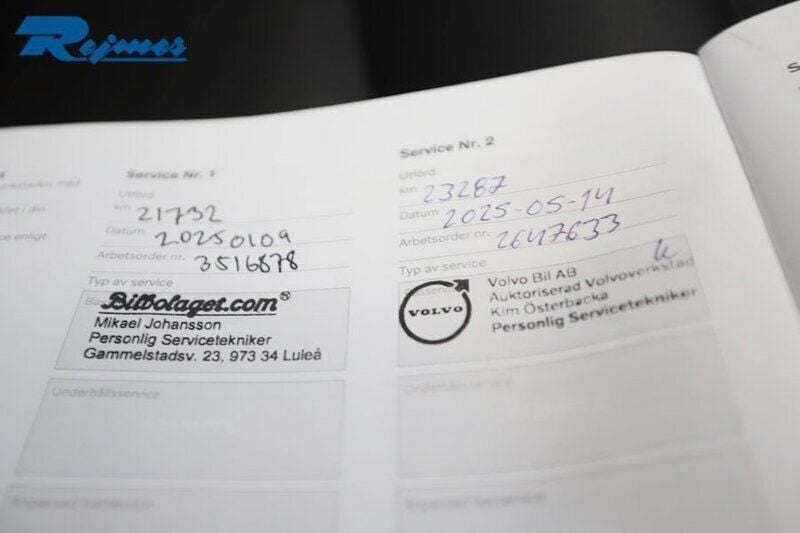 Rejmes
Service Nr. 1
Utförd
km 21732
Datum 20250109
Arbetsorder nr. 3516878
Typ av service
Bilbolaget.com®
Mikael Johansson
Personlig Servicetekniker
Gammelstadsv. 23, 973 34 Luleå
Underhållsservice
Service Nr. 2
Utförd
km 23287
Datum 2025-05-14
Arbetsorder nr. 2647633
Typ av service
VOLVO
Volvo Bil AB
Auktoriserad Volvoverkstad
Kim Österbacka
Personlig Servicetekniker
Underhållsservice